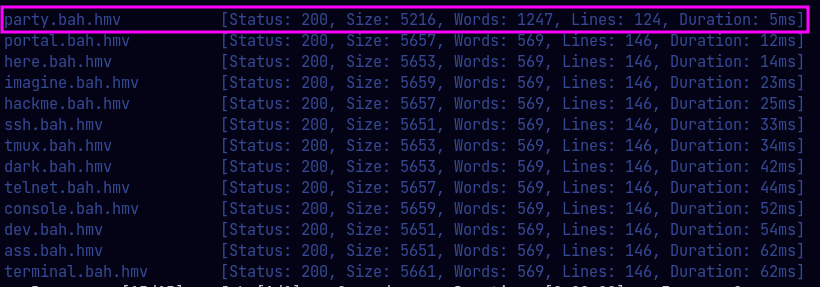 party.bah.hmv [Status: 200, Size: 5216, Words: 1247, Lines: 124, Duration: 5ms]
portal.bah.hmv [Status: 200, Size: 5657, Words: 569, Lines: 146, Duration: 12ms]
here.bah.hmv [Status: 200, Size: 5653, Words: 569, Lines: 146, Duration: 14ms]
imagine.bah.hmv [Status: 200, Size: 5659, Words: 569, Lines: 146, Duration: 23ms]
hackme.bah.hmv [Status: 200, Size: 5657, Words: 569, Lines: 146, Duration: 25ms]
ssh.bah.hmv [Status: 200, Size: 5651, Words: 569, Lines: 146, Duration: 33ms]
tmux.bah.hmv [Status: 200, Size: 5653, Words: 569, Lines: 146, Duration: 34ms]
dark.bah.hmv [Status: 200, Size: 5653, Words: 569, Lines: 146, Duration: 42ms]
telnet.bah.hmv [Status: 200, Size: 5657, Words: 569, Lines: 146, Duration: 44ms]
console.bah.hmv [Status: 200, Size: 5659, Words: 569, Lines: 146, Duration: 52ms]
dev.bah.hmv [Status: 200, Size: 5651, Words: 569, Lines: 146, Duration: 54ms]
ass.bah.hmv [Status: 200, Size: 5651, Words: 569, Lines: 146, Duration: 62ms]
terminal.bah.hmv [Status: 200, Size: 5661, Words: 569, Lines: 146, Duration: 62ms]